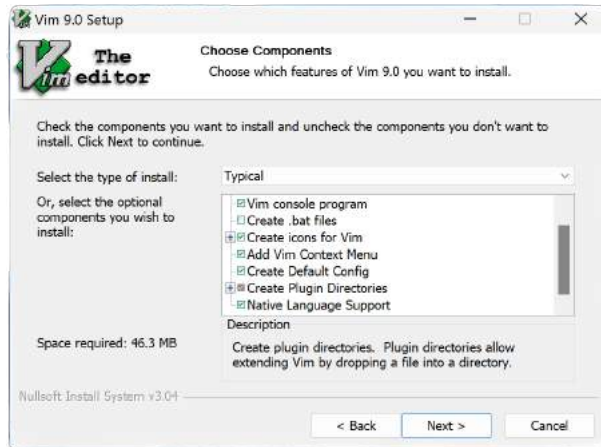 Vim 9.0 Setup
The
Vim editor
Choose Components
Choose which features of Vim 9.0 you want to install.
Check the components you want to install and uncheck the components you don't want to
install. Click Next to continue.
Select the type of install:
Typical
Or, select the optional
components you wish to
install:
Vim console program
Create .bat files
Create icons for Vim
Add Vim Context Menu
Create Default Config
Create Plugin Directories
Native Language Support
Space required: 46.3 MB
Description
Create plugin directories. Plugin directories allow
extending Vim by dropping a file into a directory.
Nullsoft Install System v3.04
< Back
Next >
Cancel